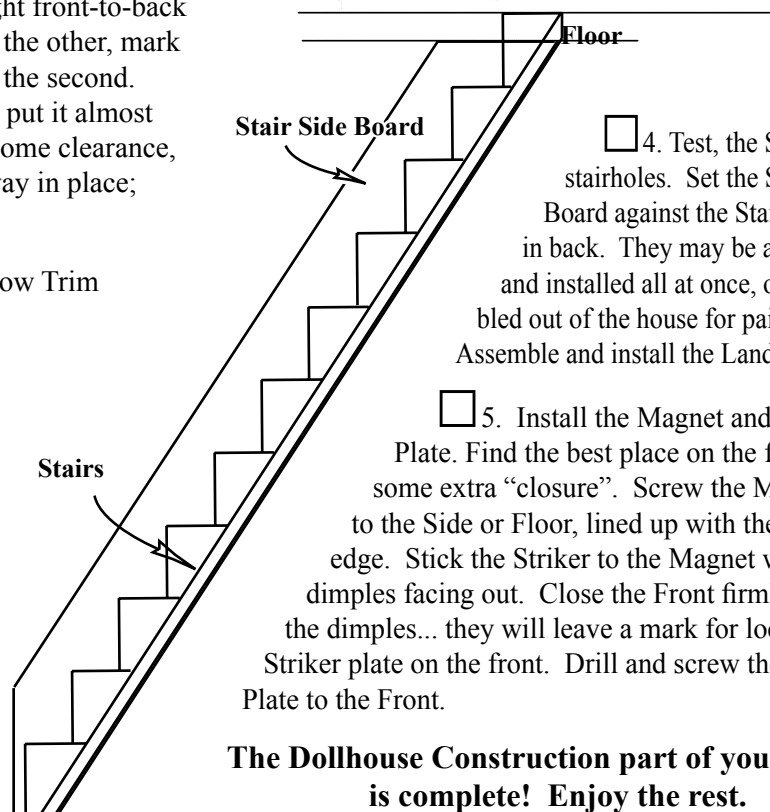 ght front-to-back
the other, mark
the second.
put it almost
ome clearance,
ay in place;
ow Trim
Floor
Stair Side Board
Stairs
4. Test, the S
stairholes. Set the S
Board against the Stai
in back. They may be a
and installed all at once, o
bled out of the house for pai
Assemble and install the Land
5. Install the Magnet and
Plate. Find the best place on the f
some extra “closure”. Screw the M
to the Side or Floor, lined up with the
edge. Stick the Striker to the Magnet w
dimples facing out. Close the Front firm
the dimples... they will leave a mark for loc
Striker plate on the front. Drill and screw the
Plate to the Front.
The Dollhouse Construction part of you
is complete! Enjoy the rest.